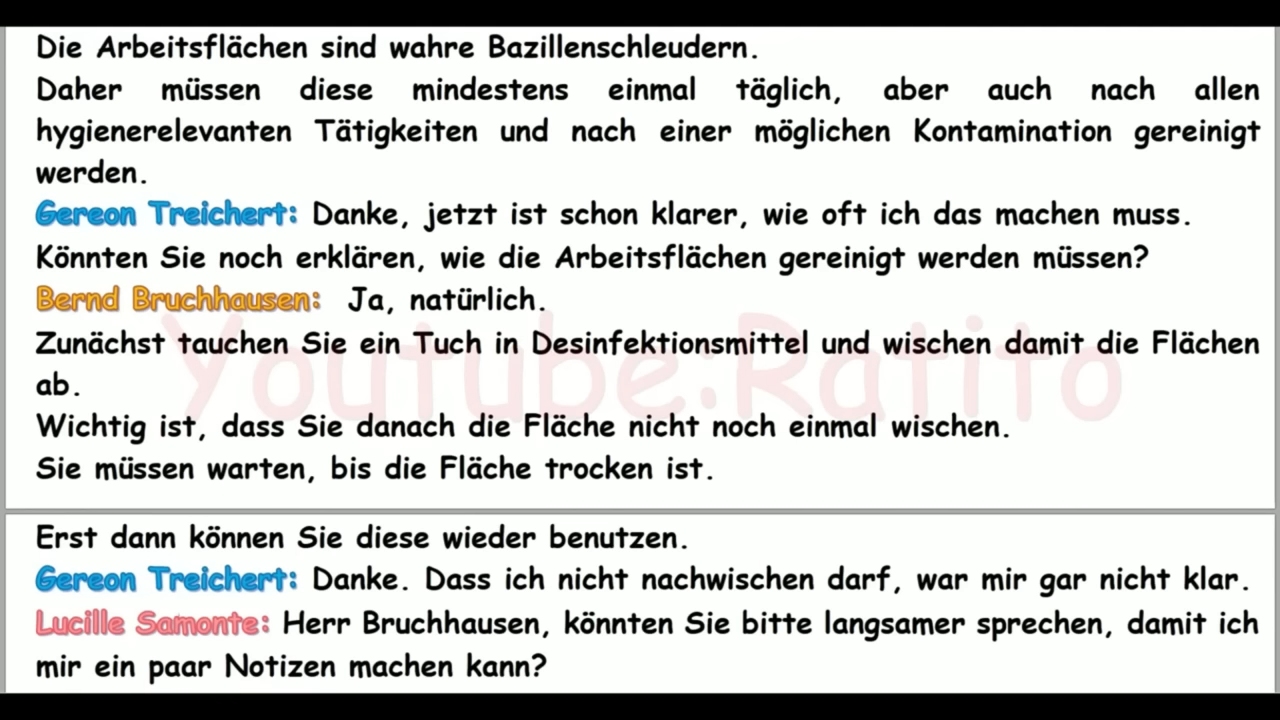 Die Arbeitsflächen sind wahre Bazillenschleudern.
Daher müssen diese mindestens einmal täglich, aber auch nach allen
hygienerelevanten Tätigkeiten und nach einer möglichen Kontamination gereinigt
werden.
Gereon Treichert: Danke, jetzt ist schon klarer, wie oft ich das machen muss.
Könnten Sie noch erklären, wie die Arbeitsflächen gereinigt werden müssen?
Bernd Bruchhausen: Ja, natürlich.
Zunächst tauchen Sie ein Tuch in Desinfektionsmittel und wischen damit die Flächen
ab.
Youtube:Ratito
Wichtig ist, dass Sie danach die Fläche nicht noch einmal wischen.
Sie müssen warten, bis die Fläche trocken ist.
Erst dann können Sie diese wieder benutzen.
Gereon Treichert: Danke. Dass ich nicht nachwischen darf, war mir gar nicht klar.
Lucille Samonte: Herr Bruchhausen, könnten Sie bitte langsamer sprechen, damit ich
mir ein paar Notizen machen kann?